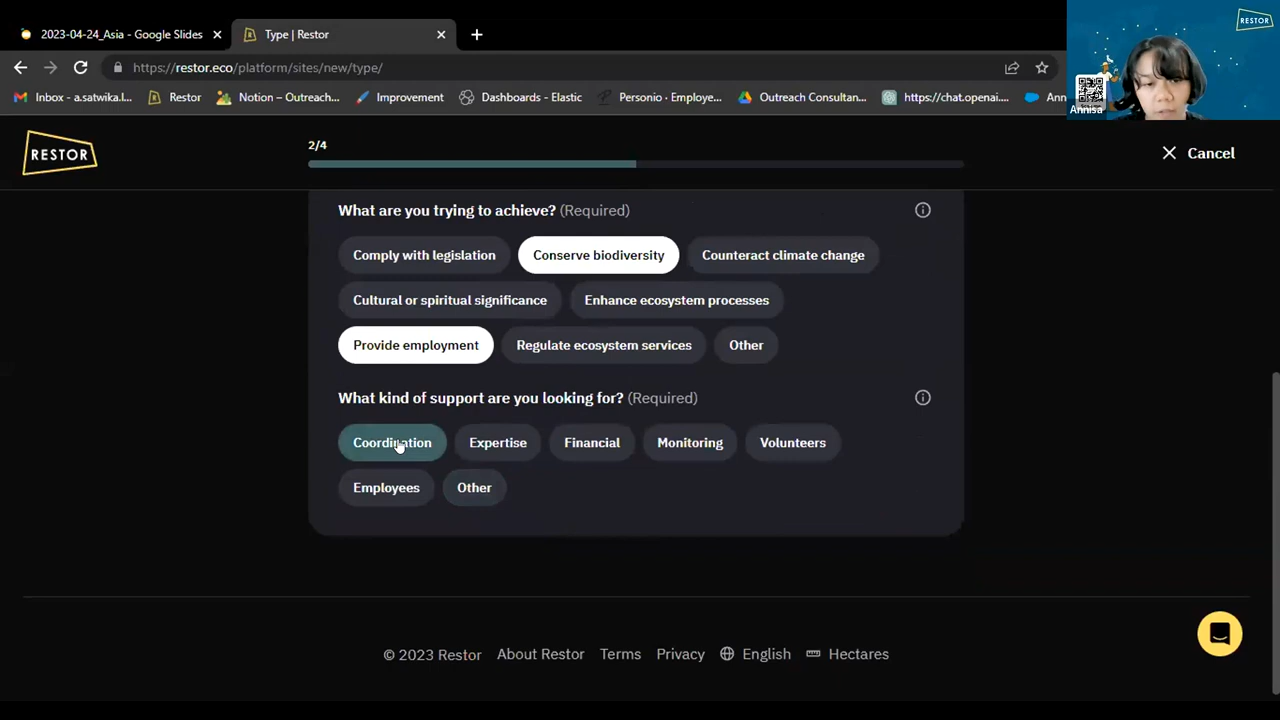 2023-04-24_Asia - Google Slides
Type | Restor
https://restor.eco/platform/sites/new/type/
Inbox - a.satwika.l...
Restor
Notion – Outreach...
Improvement
Dashboards - Elastic
Personio - Employe...
Outreach Consultan...
https://chat.openai....
Ann
RESTOR
Annisa
RESTOR
2/4
Cancel
What are you trying to achieve? (Required)
Comply with legislation
Conserve biodiversity
Counteract climate change
Cultural or spiritual significance
Enhance ecosystem processes
Provide employment
Regulate ecosystem services
Other
What kind of support are you looking for? (Required)
Coordination
Expertise
Financial
Monitoring
Volunteers
Employees
Other
© 2023 Restor
About Restor
Terms
Privacy
English
Hectares